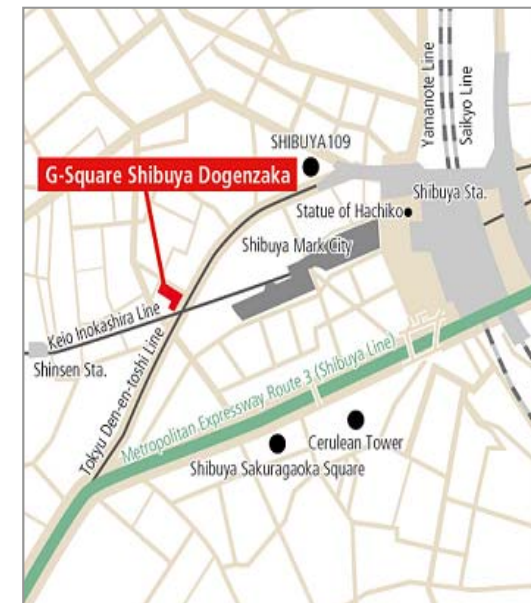 Yamanote Line
Saikyo Line
SHIBUYA109
G-Square Shibuya Dogenzaka
Shibuya Sta.
Statue of Hachiko
Shibuya Mark City
Keio Inokashira Line
Shinsen Sta.
Tokyu Den-en-toshi Line
Metropolitan Expressway Route 3 (Shibuya Line)
Cerulean Tower
Shibuya Sakuragaoka Square